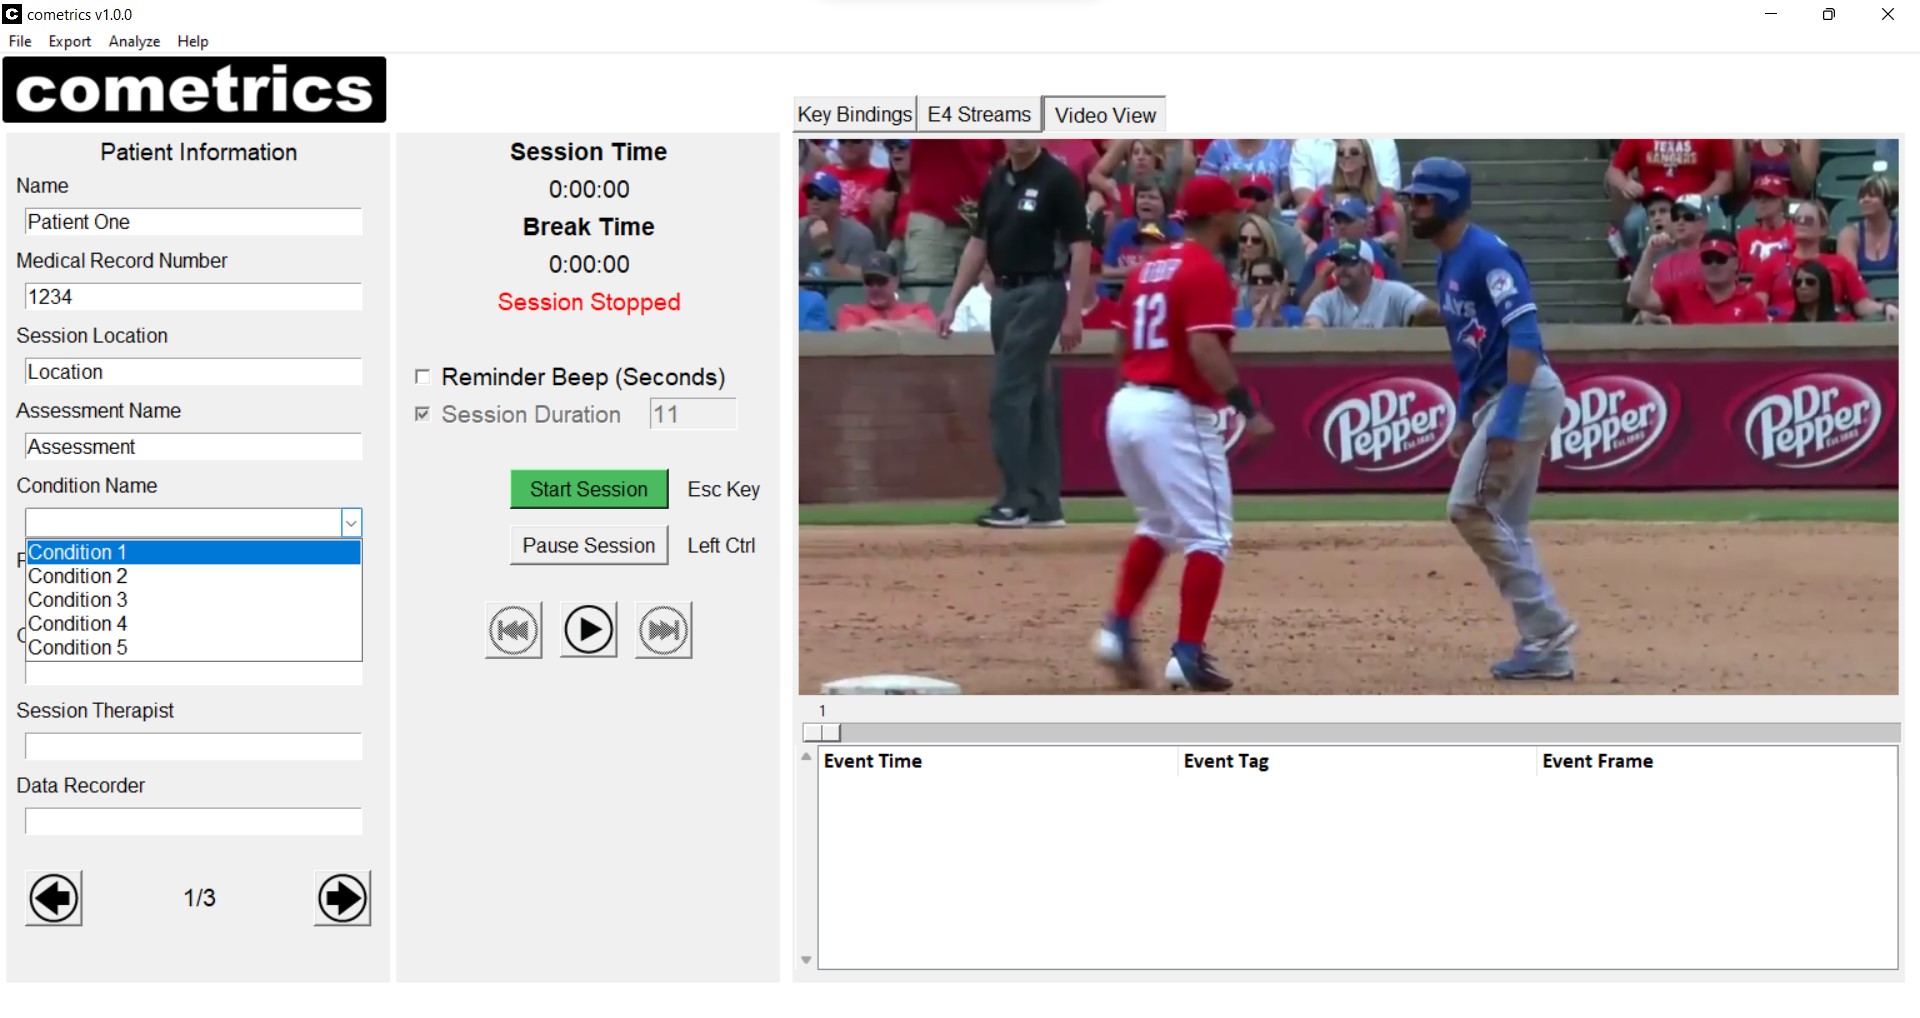 C cometrics v1.0.0
File Export Analyze Help
cometrics
Patient Information
Name
Patient One
Medical Record Number
1234
Session Location
Location
Assessment Name
Assessment
Condition Name
Condition 1
Condition 2
Condition 3
Condition 4
Condition 5
Session Therapist
Data Recorder
1/3
Session Time
0:00:00
Break Time
0:00:00
Session Stopped
Reminder Beep (Seconds)
Session Duration 11
Start Session Esc Key
Pause Session Left Ctrl
Key Bindings E4 Streams Video View
TEXAS
RANGERS
12
Dr Pepper
Dr Pepper
Dr Pepper
1
Event Time Event Tag Event Frame